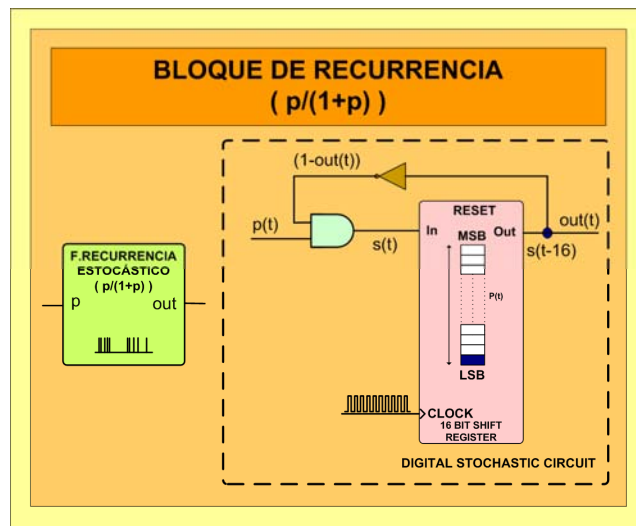 BLOQUE DE RECURRENCIA
( p/(1+p) )
(1-out(t))
p(t)
s(t)
RESET
In
MSB
Out
out(t)
s(t-16)
P(t)
LSB
CLOCK
16 BIT SHIFT
REGISTER
DIGITAL STOCHASTIC CIRCUIT
F.RECURRENCIA
ESTOCÁSTICO
( p/(1+p) )
p
out